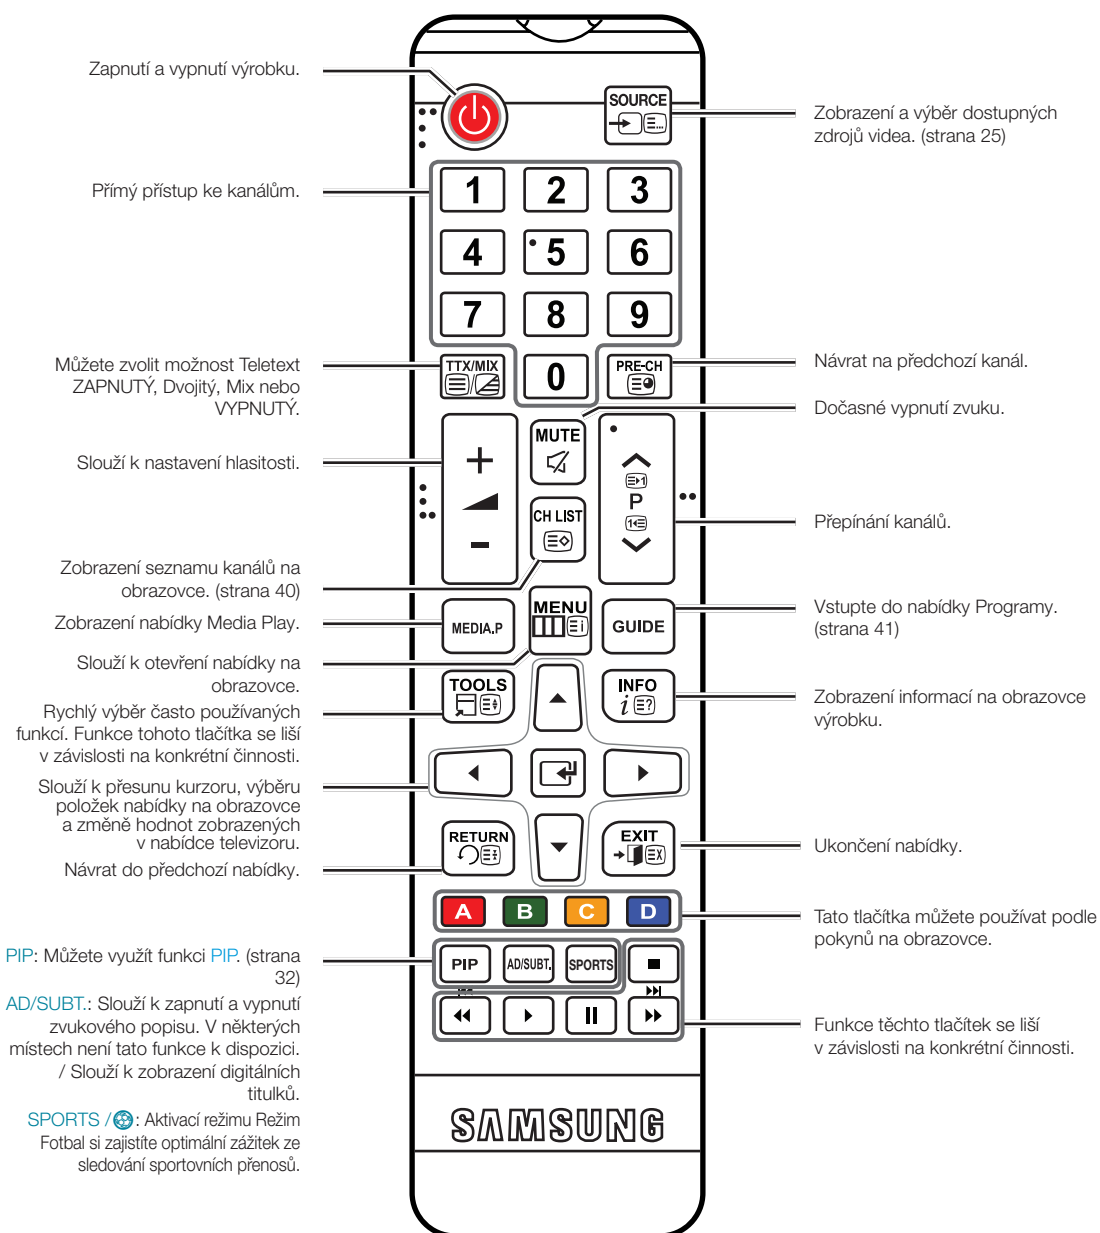 Zapnutí a vypnutí výrobku.
SOURCE
Zobrazení a výběr dostupných
zdrojů videa. (strana 25)
Přímý přístup ke kanálům.
1
2
3
4
5
6
7
8
9
0
TTX/MIX
PRE-CH
Můžete zvolit možnost Teletext
ZAPNUTÝ, Dvojitý, Mix nebo
VYPNUTÝ.
Návrat na předchozí kanál.
Dočasné vypnutí zvuku.
MUTE
Slouží k nastavení hlasitosti.
+
−
CH LIST
P
Přepínání kanálů.
Zobrazení seznamu kanálů na
obrazovce. (strana 40)
Zobrazení nabídky Media Play.
MEDIA.P
MENU
GUIDE
Vstupte do nabídky Programy.
(strana 41)
Slouží k otevření nabídky na
obrazovce.
TOOLS
INFO
Zobrazení informací na obrazovce
výrobku.
Rychlý výběr často používaných
funkcí. Funkce tohoto tlačítka se liší
v závislosti na konkrétní činnosti.
Slouží k přesunu kurzoru, výběru
položek nabídky na obrazovce
a změně hodnot zobrazených
v nabídce televizoru.
RETURN
EXIT
Návrat do předchozí nabídky.
Ukončení nabídky.
A B C D
Tato tlačítka můžete používat podle
pokynů na obrazovce.
PIP: Můžete využít funkci PIP. (strana
32)
PIP
AD/SUBT.
SPORTS
AD/SUBT.: Slouží k zapnutí a vypnutí
zvukového popisu. V některých
místech není tato funkce k dispozici.
/ Slouží k zobrazení digitálních
titulků.
Funkce těchto tlačítek se liší
v závislosti na konkrétní činnosti.
SPORTS / : Aktivací režimu Režim
Fotbal si zajistíte optimální zážitek ze
sledování sportovních přenosů.
SAMSUNG